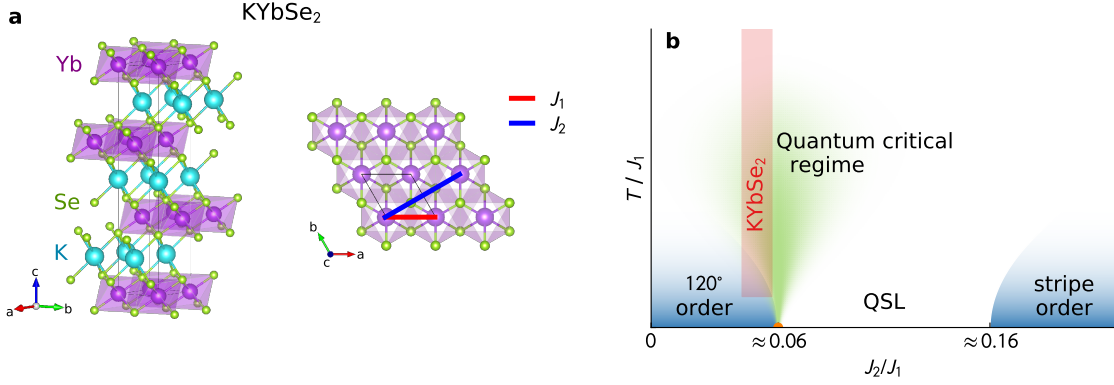 KYbSe₂
a
Yb
Se
K
c
a
b
J₁
J₂
b
c
a
b
T / J₁
KYbSe₂
Quantum critical
regime
120°
order
QSL
stripe
order
0
≈0.06
≈0.16
J₂/J₁